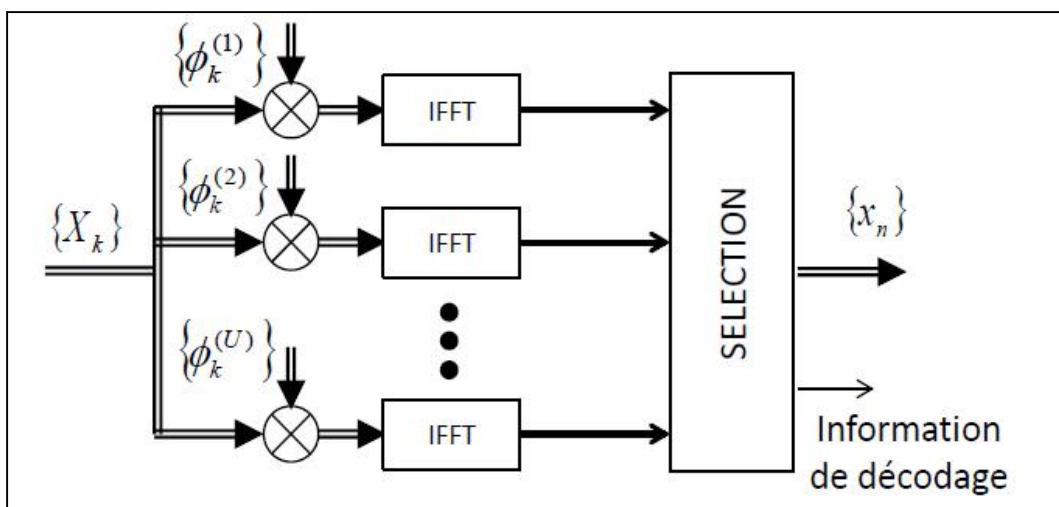 {ϕ_k^(1)}
IFFT
{ϕ_k^(2)}
{X_k}
IFFT
SELECTION
{x_n}
{ϕ_k^(U)}
IFFT
Information
de décodage